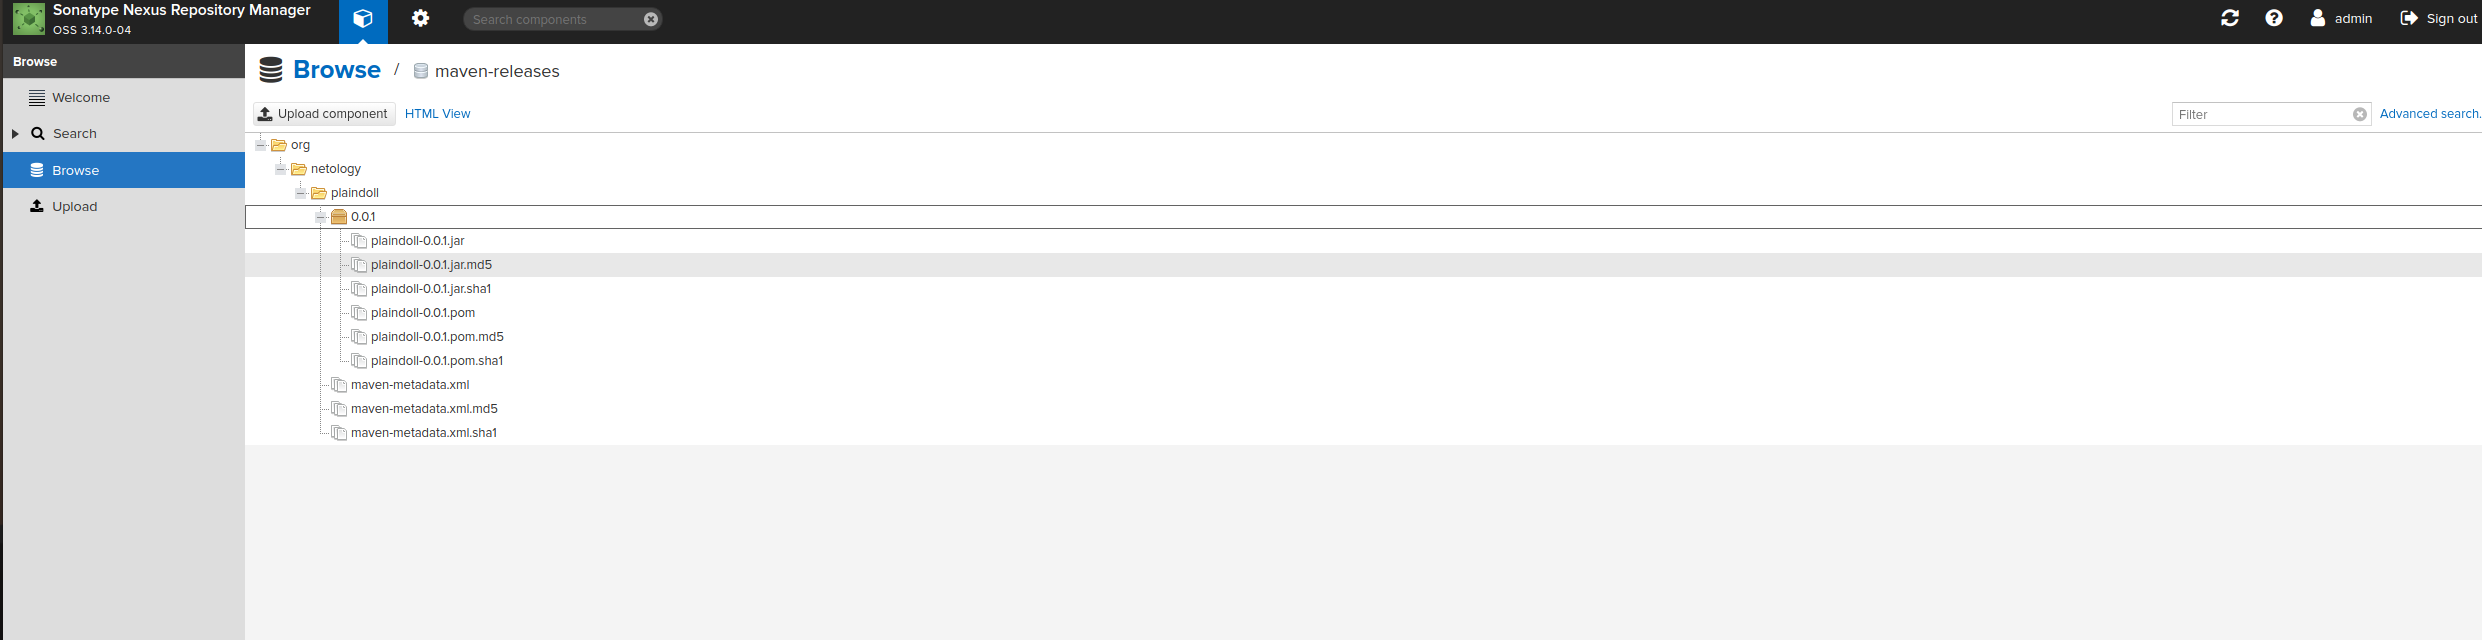 Sonatype Nexus Repository Manager
OSS 3.14.0-04
Search components
admin
Sign out
Browse
Welcome
Search
Browse
Upload
Browse / maven-releases
Upload component
HTML View
Filter
Advanced search.
org
netology
plaindoll
0.0.1
plaindoll-0.0.1.jar
plaindoll-0.0.1.jar.md5
plaindoll-0.0.1.jar.sha1
plaindoll-0.0.1.pom
plaindoll-0.0.1.pom.md5
plaindoll-0.0.1.pom.sha1
maven-metadata.xml
maven-metadata.xml.md5
maven-metadata.xml.sha1